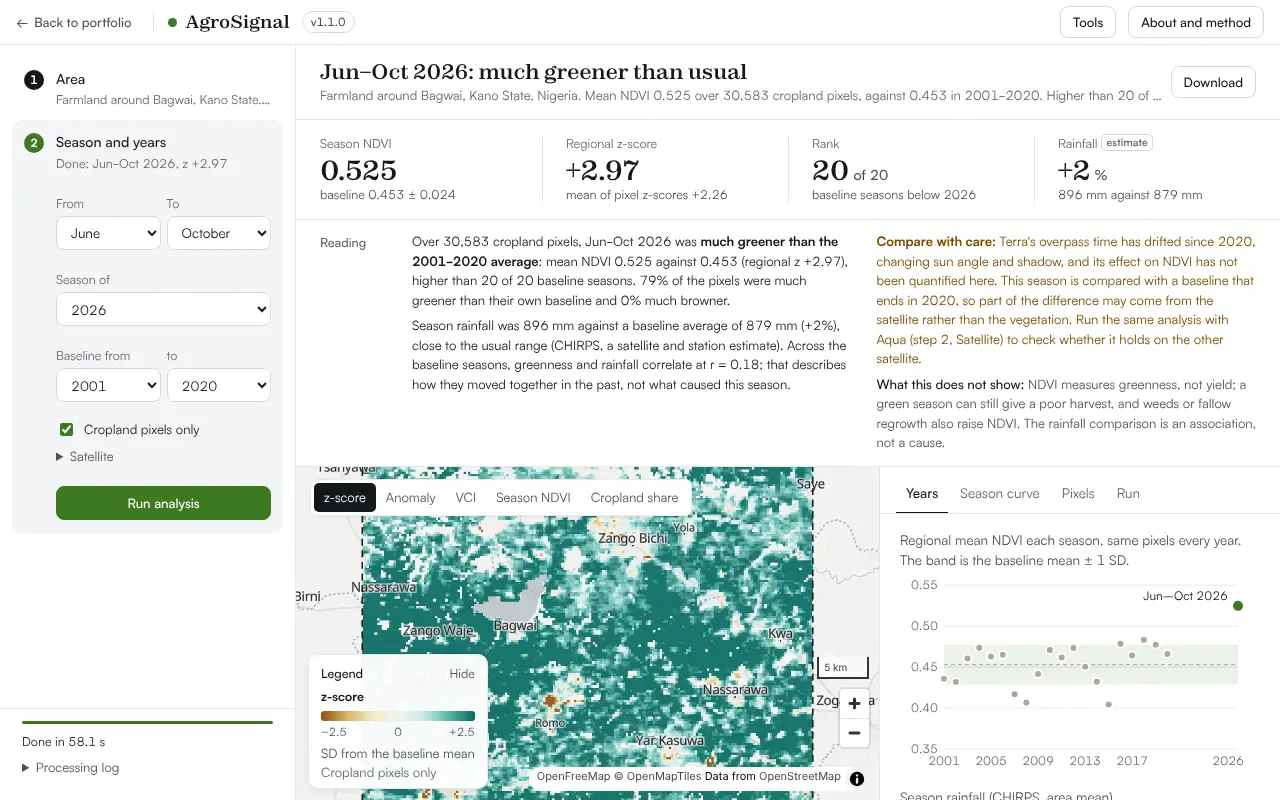 ← Back to portfolio
AgroSignal
v1.1.0
Tools
About and method
1
Area
Farmland around Bagwai, Kano State,...
2
Season and years
Done: Jun–Oct 2026, z +2.97
From
To
June
October
Season of
2026
Baseline from
to
2001
2020
Cropland pixels only
Satellite
Run analysis
Done in 58.1 s
Processing log
Jun–Oct 2026: much greener than usual
Farmland around Bagwai, Kano State, Nigeria. Mean NDVI 0.525 over 30,583 cropland pixels, against 0.453 in 2001–2020. Higher than 20 of ...
Download
Season NDVI
0.525
baseline 0.453 ± 0.024
Regional z-score
+2.97
mean of pixel z-scores +2.26
Rank
20 of 20
baseline seasons below 2026
Rainfall estimate
+2 %
896 mm against 879 mm
Reading
Over 30,583 cropland pixels, Jun–Oct 2026 was much greener than the
2001–2020 average: mean NDVI 0.525 against 0.453 (regional z +2.97),
higher than 20 of 20 baseline seasons. 79% of the pixels were much
greener than their own baseline and 0% much browner.
Season rainfall was 896 mm against a baseline average of 879 mm (+2%),
close to the usual range (CHIRPS, a satellite and station estimate). Across the
baseline seasons, greenness and rainfall correlate at r = 0.18; that describes
how they moved together in the past, not what caused this season.
Compare with care: Terra's overpass time has drifted since 2020,
changing sun angle and shadow, and its effect on NDVI has not
been quantified here. This season is compared with a baseline that
ends in 2020, so part of the difference may come from the
satellite rather than the vegetation. Run the same analysis with
Aqua (step 2, Satellite) to check whether it holds on the other
satellite.
What this does not show: NDVI measures greenness, not yield; a
green season can still give a poor harvest, and weeds or fallow
regrowth also raise NDVI. The rainfall comparison is an association,
not a cause.
Tsanyawa
Saye
z-score
Anomaly
VCI
Season NDVI
Cropland share
Yola
Zango Bichi
Nassarawa
Birni
Bagwai
Zango Waje
Kwa
5 km
Nassarawa
Romo
Yar Kasuwa
Legend
Hide
z-score
−2.5
0
+2.5
SD from the baseline mean
Cropland pixels only
+
−
OpenFreeMap © OpenMapTiles Data from OpenStreetMap
Years
Season curve
Pixels
Run
Regional mean NDVI each season, same pixels every year.
The band is the baseline mean ± 1 SD.
0.55
Jun—Oct 2026
0.50
0.45
0.40
0.35
2001
2005
2009
2013
2017
2026
Season rainfall (CHIRPS, area mean)